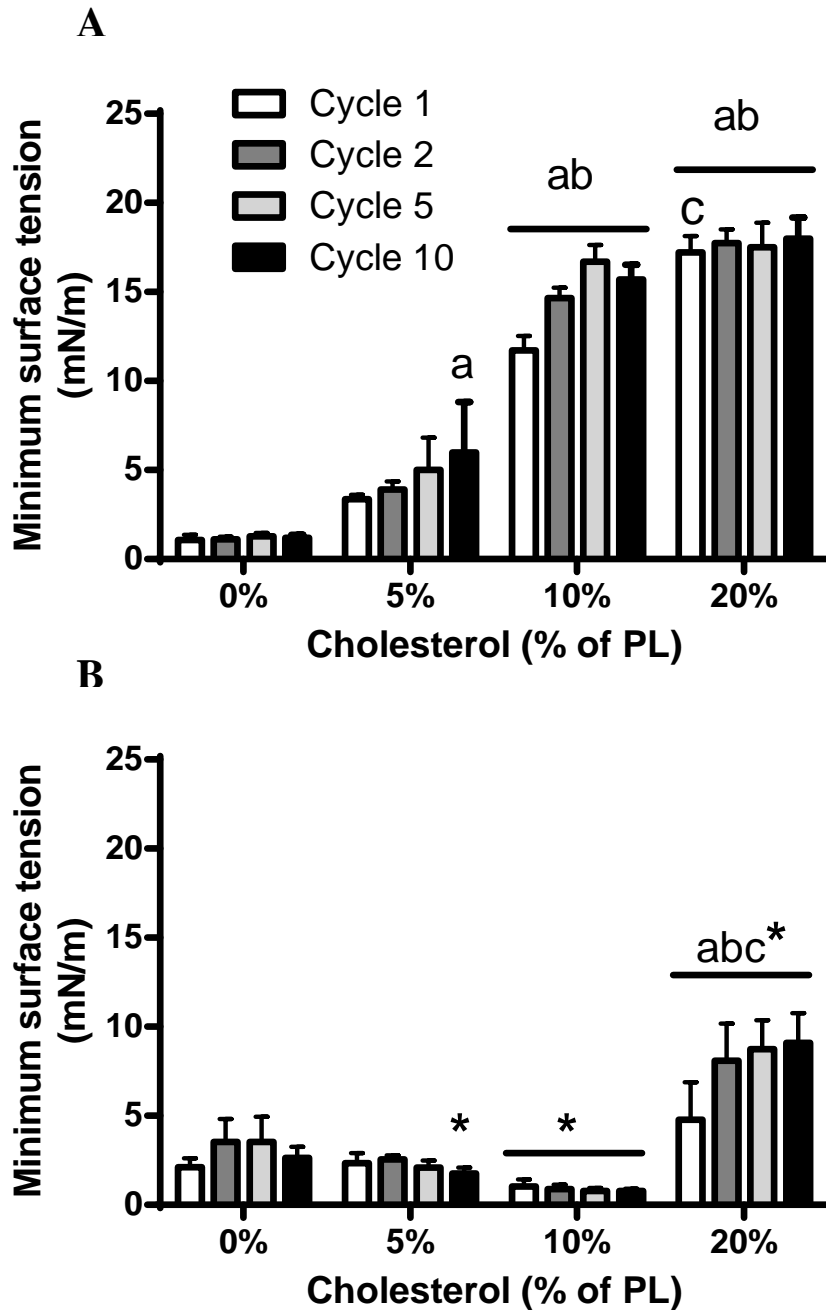 A
Minimum surface tension
(mN/m)
25
20
15
10
5
0
Cycle 1
Cycle 2
Cycle 5
Cycle 10
a
ab
ab
c
0% 5% 10% 20%
Cholesterol (% of PL)
B
Minimum surface tension
(mN/m)
25
20
15
10
5
0
*
*
abc*
0% 5% 10% 20%
Cholesterol (% of PL)